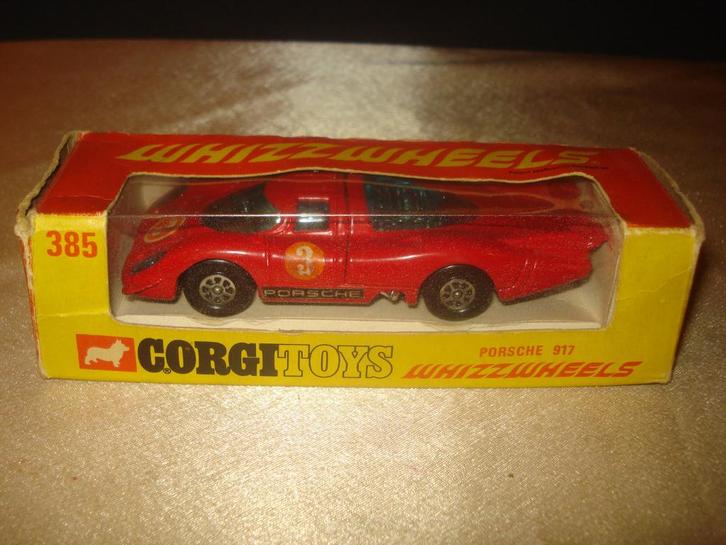 WHIZZWHEELS
385
3
PORSCHE
CORGI TOYS
PORSCHE 917
WHIZZWHEELS